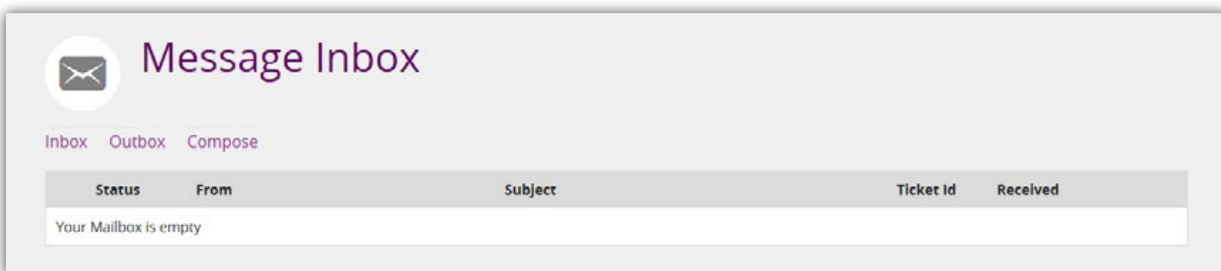 Message Inbox
Inbox Outbox Compose
Status From Subject Ticket Id Received
Your Mailbox is empty